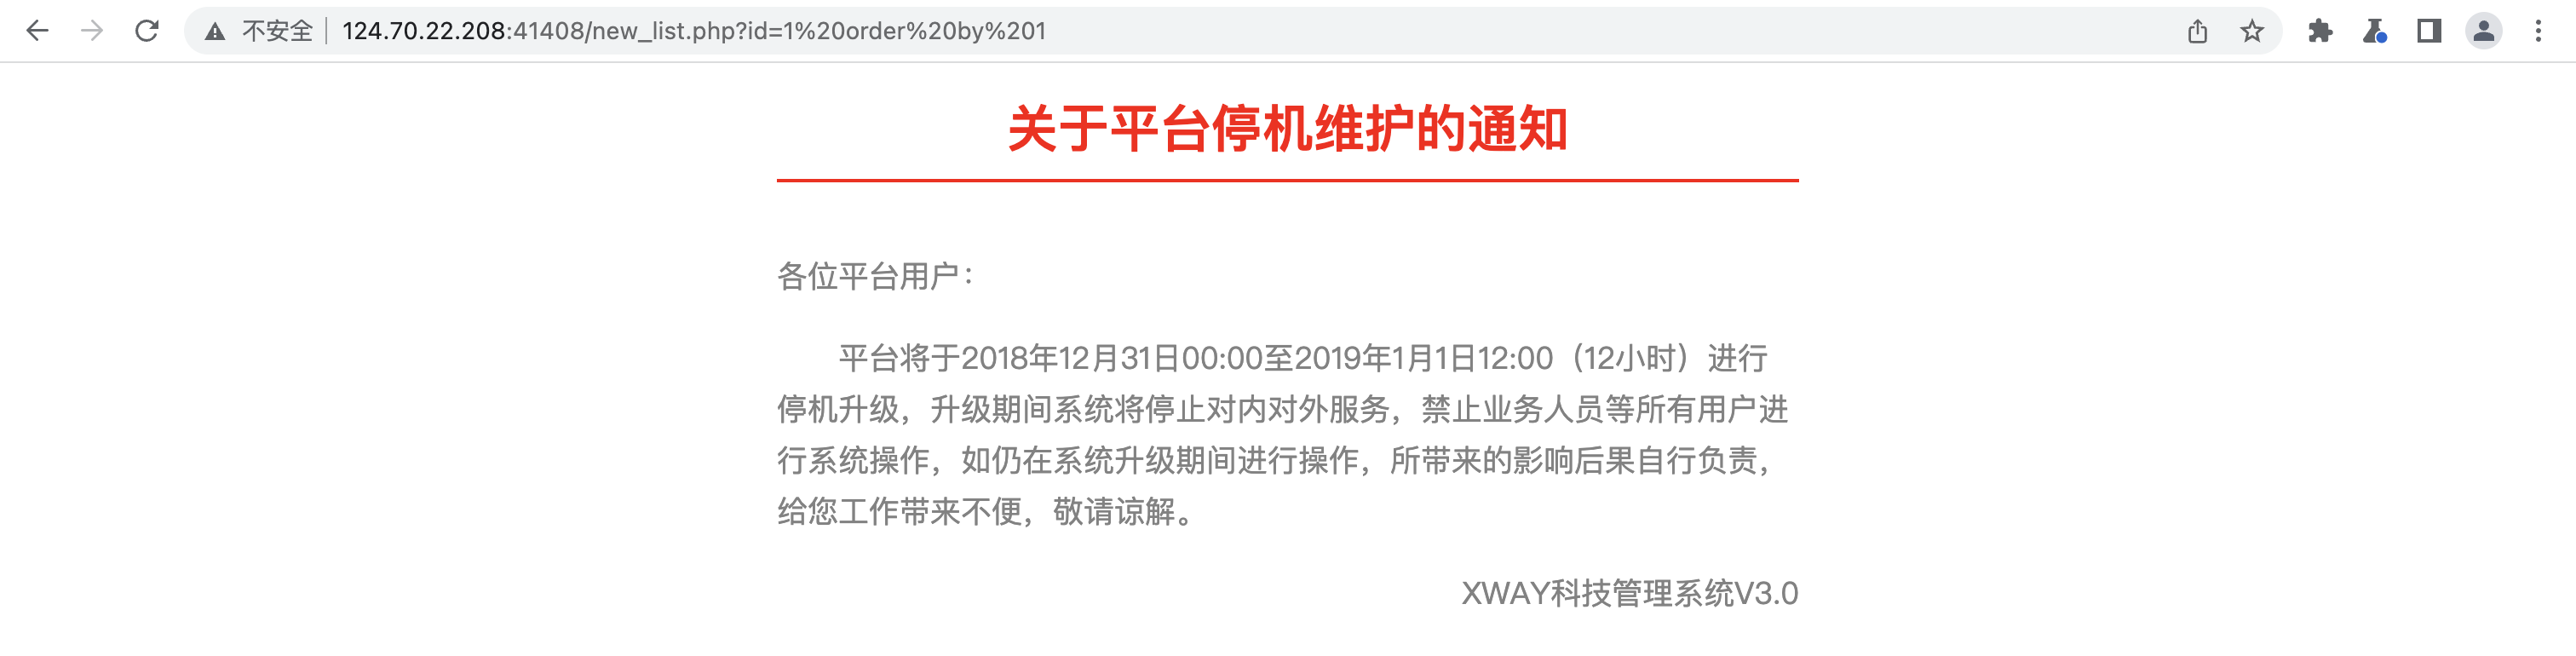 不安全 | 124.70.22.208:41408/new_list.php?id=1%20order%20by%201
关于平台停机维护的通知
各位平台用户：
平台将于2018年12月31日00:00至2019年1月1日12:00（12小时）进行
停机升级，升级期间系统将停止对内对外服务，禁止业务人员等所有用户进
行系统操作，如仍在系统升级期间进行操作，所带来的影响后果自行负责，
给您工作带来不便，敬请谅解。
XWAY科技管理系统V3.0